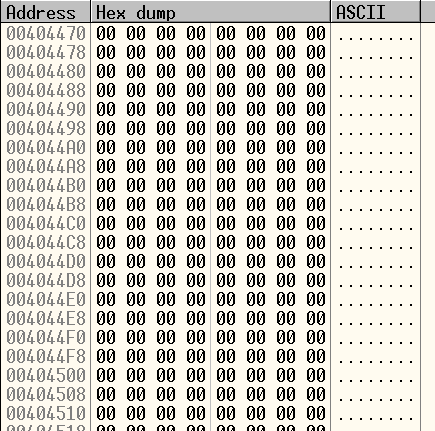 Address Hex dump ASCII
00404470 00 00 00 00 00 00 00 00 ........
00404478 00 00 00 00 00 00 00 00 ........
00404480 00 00 00 00 00 00 00 00 ........
00404488 00 00 00 00 00 00 00 00 ........
00404490 00 00 00 00 00 00 00 00 ........
00404498 00 00 00 00 00 00 00 00 ........
004044A0 00 00 00 00 00 00 00 00 ........
004044A8 00 00 00 00 00 00 00 00 ........
004044B0 00 00 00 00 00 00 00 00 ........
004044B8 00 00 00 00 00 00 00 00 ........
004044C0 00 00 00 00 00 00 00 00 ........
004044C8 00 00 00 00 00 00 00 00 ........
004044D0 00 00 00 00 00 00 00 00 ........
004044D8 00 00 00 00 00 00 00 00 ........
004044E0 00 00 00 00 00 00 00 00 ........
004044E8 00 00 00 00 00 00 00 00 ........
004044F0 00 00 00 00 00 00 00 00 ........
004044F8 00 00 00 00 00 00 00 00 ........
00404500 00 00 00 00 00 00 00 00 ........
00404508 00 00 00 00 00 00 00 00 ........
00404510 00 00 00 00 00 00 00 00 ........